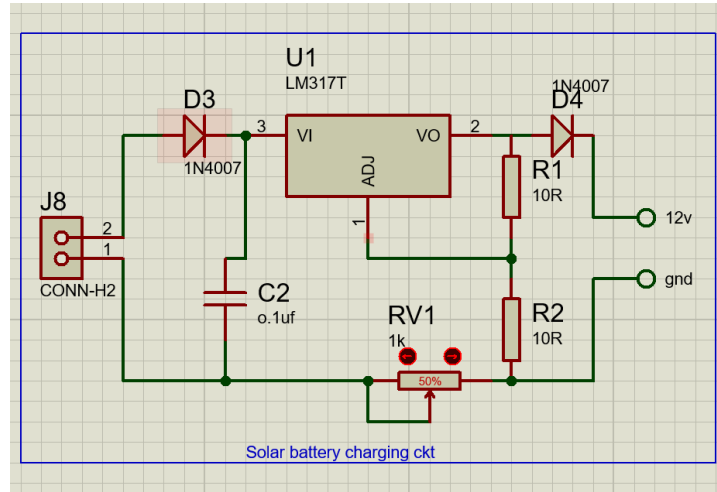 U1
LM317T
D3
1N4007
3
VI
VO
2
ADJ
1
1N4007
D4
R1
10R
J8
2
1
CONN-H2
12v
gnd
C2
o.1uf
RV1
1k
50%
R2
10R
Solar battery charging ckt